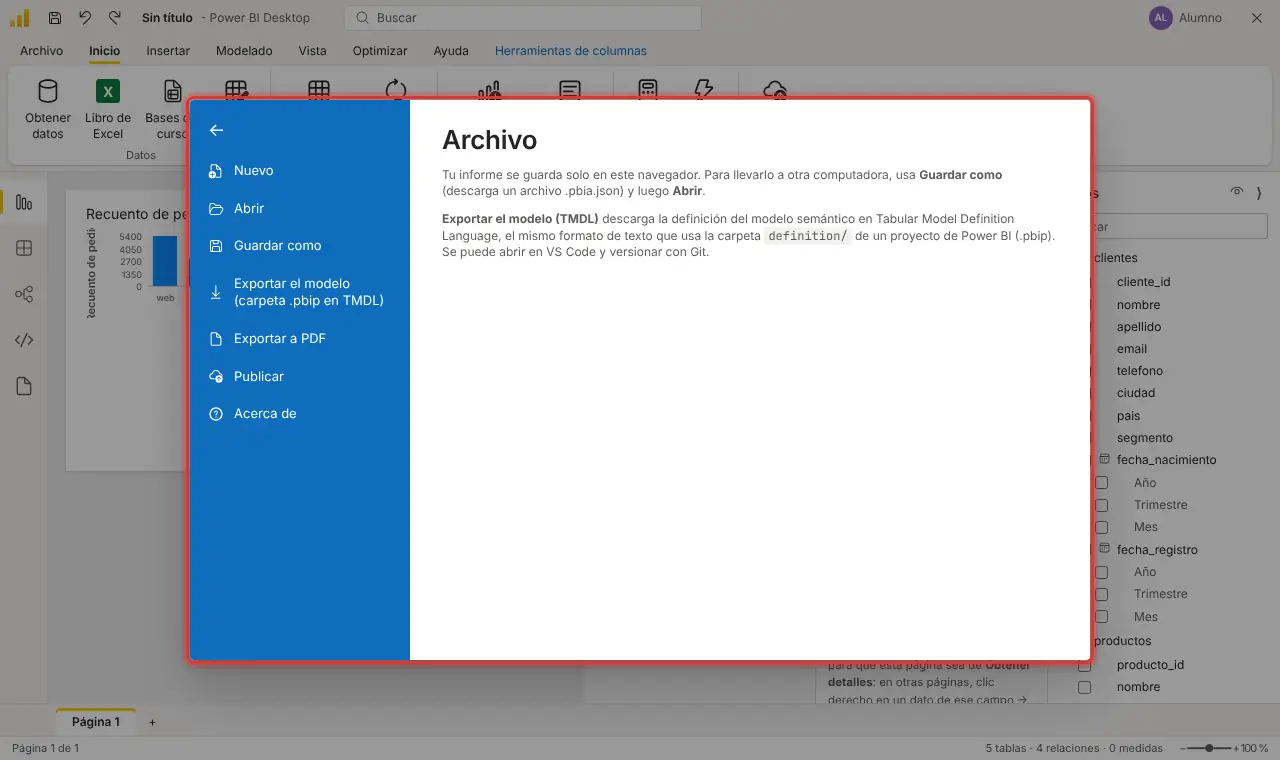 Sin título - Power BI Desktop
Buscar
AL Alumno
Archivo Inicio Insertar Modelado Vista Optimizar Ayuda Herramientas de columnas
Obtener datos
Libro de Excel
Datos
Recuento de
5400
4050
2700
1350
0
web
Nuevo
Abrir
Guardar como
Exportar el modelo
(carpeta .pbip en TMDL)
Exportar a PDF
Publicar
Acerca de
Archivo
Tu informe se guarda solo en este navegador. Para llevarlo a otra computadora, usa Guardar como
(descarga un archivo .pbia.json) y luego Abrir.
Exportar el modelo (TMDL) descarga la definición del modelo semántico en Tabular Model Definition
Language, el mismo formato de texto que usa la carpeta definition/ de un proyecto de Power BI (.pbip).
Se puede abrir en VS Code y versionar con Git.
clientes
cliente_id
nombre
apellido
email
telefono
ciudad
pais
segmento
fecha_nacimiento
Año
Trimestre
Mes
fecha_registro
Año
Trimestre
Mes
productos
producto_id
nombre
para que esta página sea de Obtener
detalles: en otras páginas, clic
derecho en un dato de ese campo →
Página 1 +
Página 1 de 1
5 tablas · 4 relaciones · 0 medidas
− + 100 %